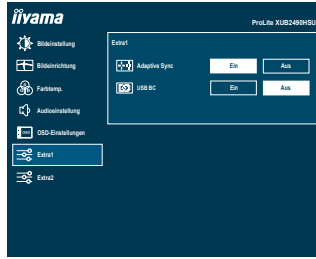 iiyama
ProLite XUB2490HSU
Bildeinstellung
Extra1
Bildeinrichtung
Adaptive Sync
Ein
Aus
Farbtemp.
USB BC
Ein
Aus
Audioeinstellung
OSD-Einstellungen
Extra1
Extra2